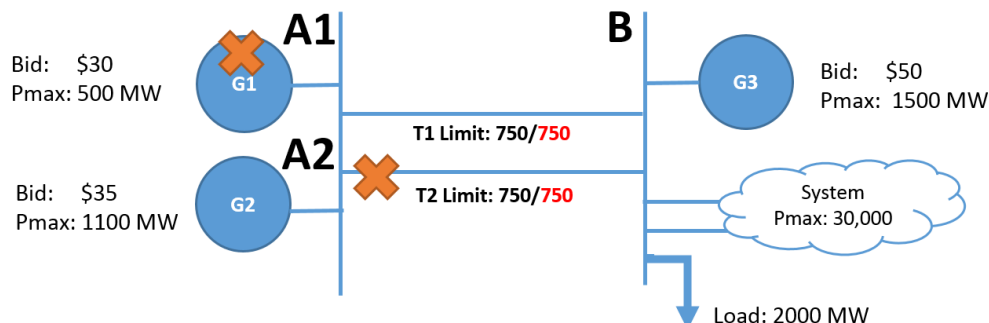 A1
B
Bid: $30
Pmax: 500 MW
G1
G3
Bid: $50
Pmax: 1500 MW
T1 Limit: 750/750
A2
T2 Limit: 750/750
Bid: $35
Pmax: 1100 MW
G2
System
Pmax: 30,000
Load: 2000 MW